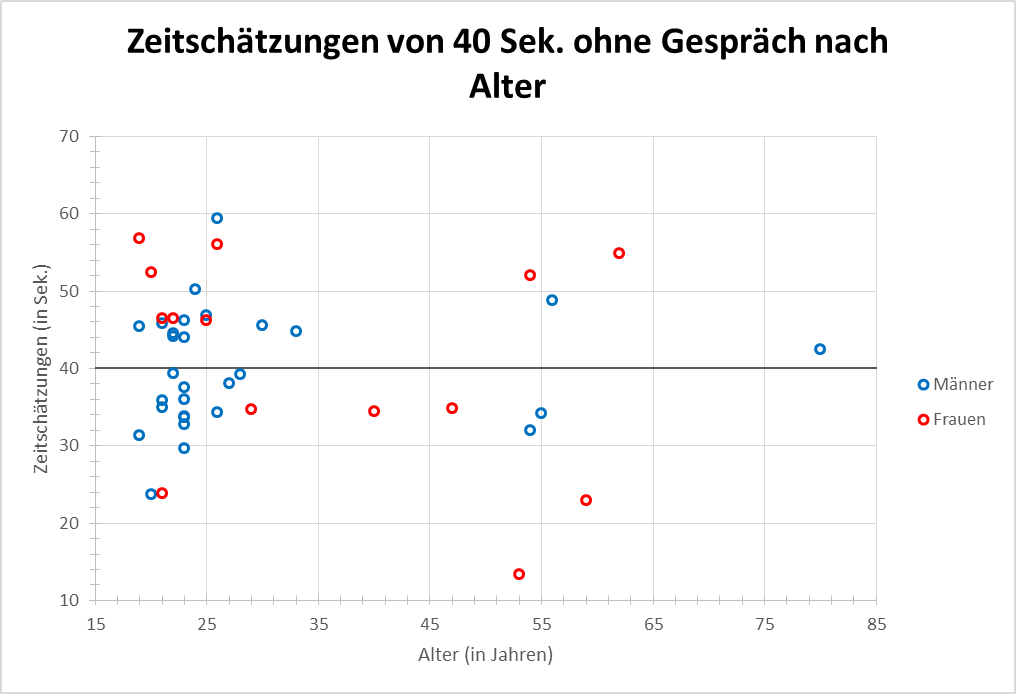 Zeitschätzungen von 40 Sek. ohne Gespräch nach
Alter
Zeitschätzungen (in Sek.)
70
60
50
40
30
20
10
15 25 35 45 55 65 75 85
Alter (in Jahren)
Männer
Frauen